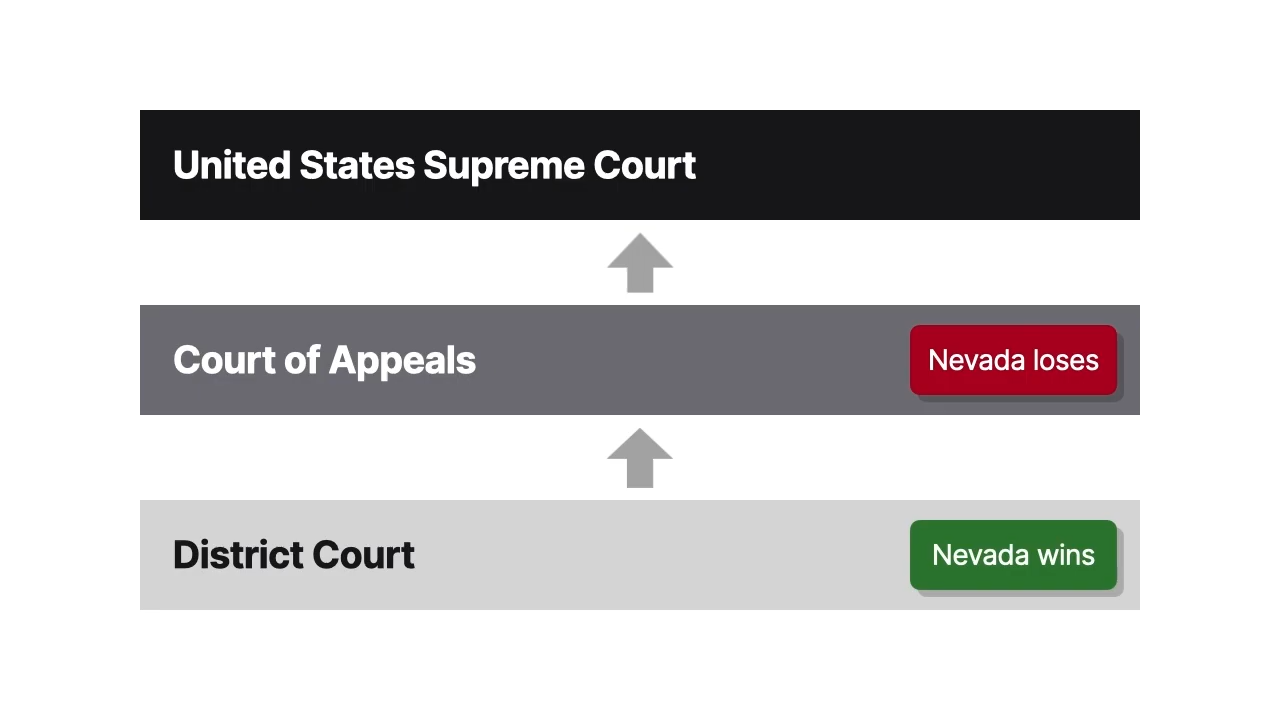 United States Supreme Court
Court of Appeals
Nevada loses
District Court
Nevada wins